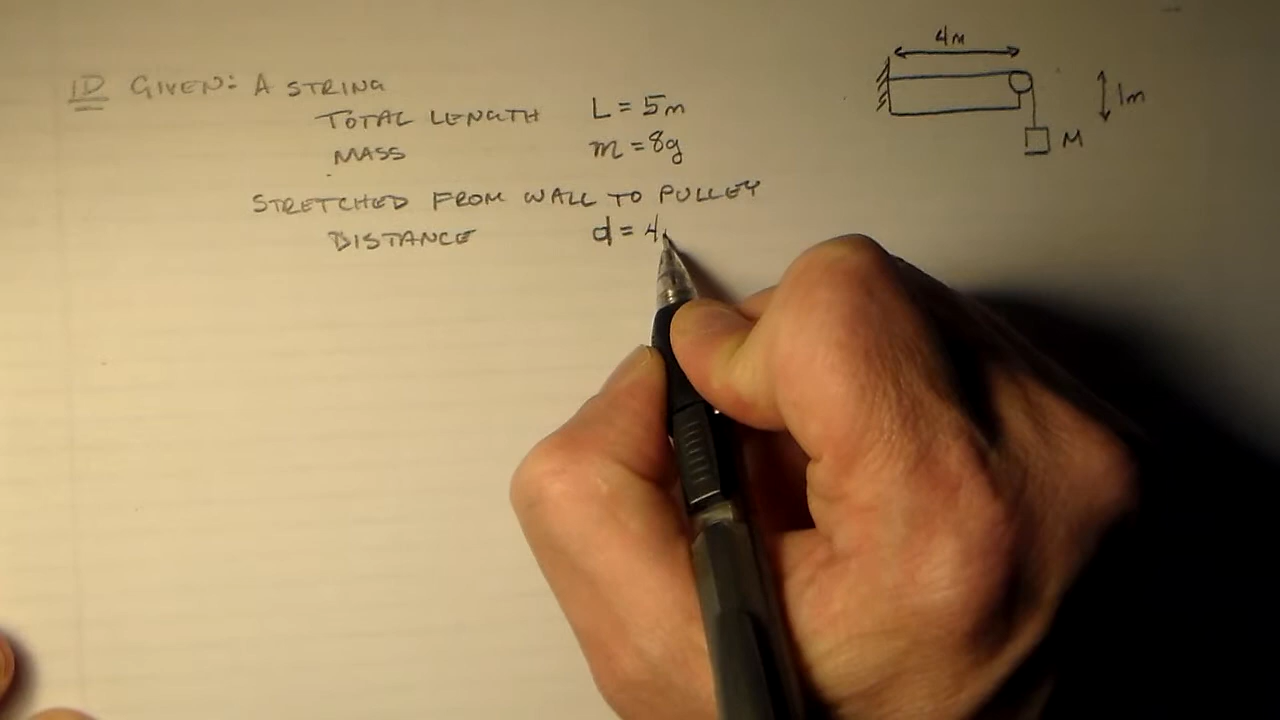 1D GIVEN: A STRING
TOTAL LENGTH L = 5m
MASS m = 8g
STRETCHED FROM WALL TO PULLEY
DISTANCE d = 4
4m
1m
M